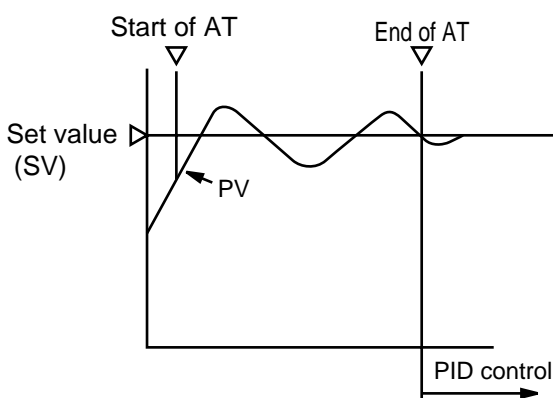 Start of AT
End of AT
Set value
(SV)
PV
PID control